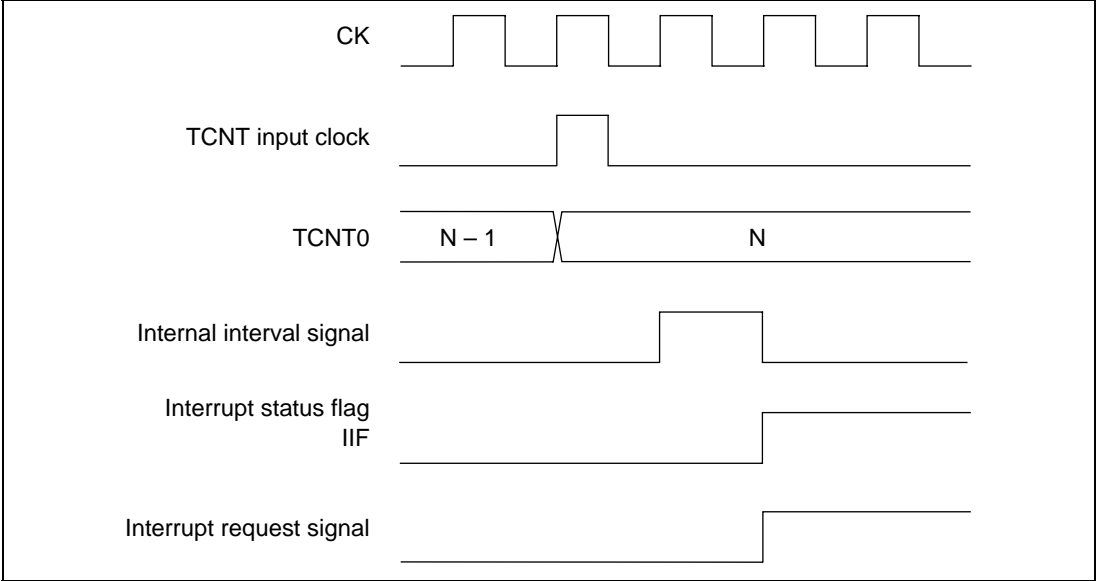 CK
TCNT input clock
TCNT0
N – 1
N
Internal interval signal
Interrupt status flag
IIF
Interrupt request signal